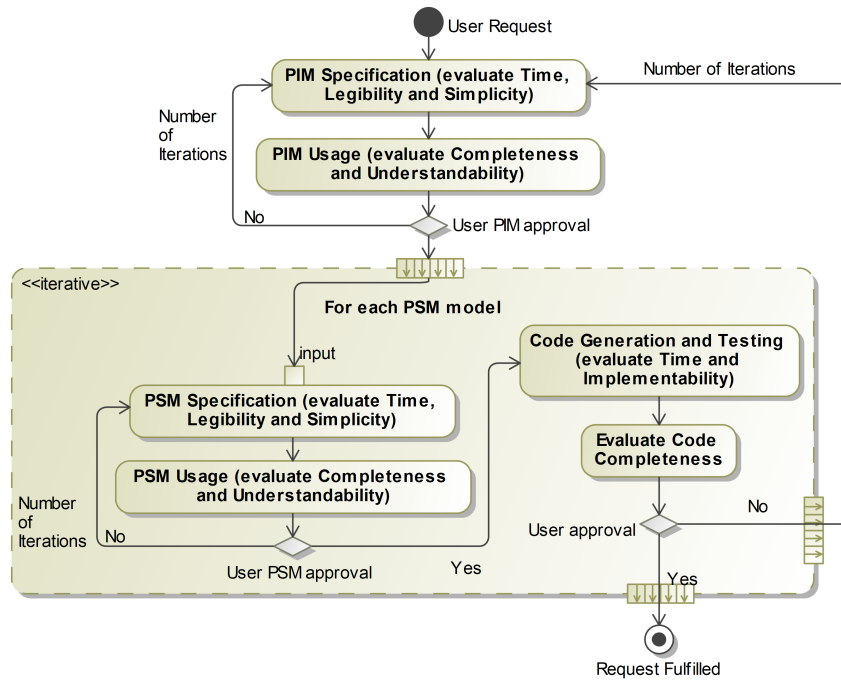 User Request
PIM Specification (evaluate Time,
Legibility and Simplicity)
Number of Iterations
Number
of
Iterations
PIM Usage (evaluate Completeness
and Understandability)
No
User PIM approval
<<iterative>>
For each PSM model
input
Code Generation and Testing
(evaluate Time and
Implementability)
PSM Specification (evaluate Time,
Legibility and Simplicity)
Evaluate Code
Completeness
PSM Usage (evaluate Completeness
and Understandability)
Number
of
Iterations
No
User PSM approval
Yes
User approval
No
Yes
Request Fulfilled